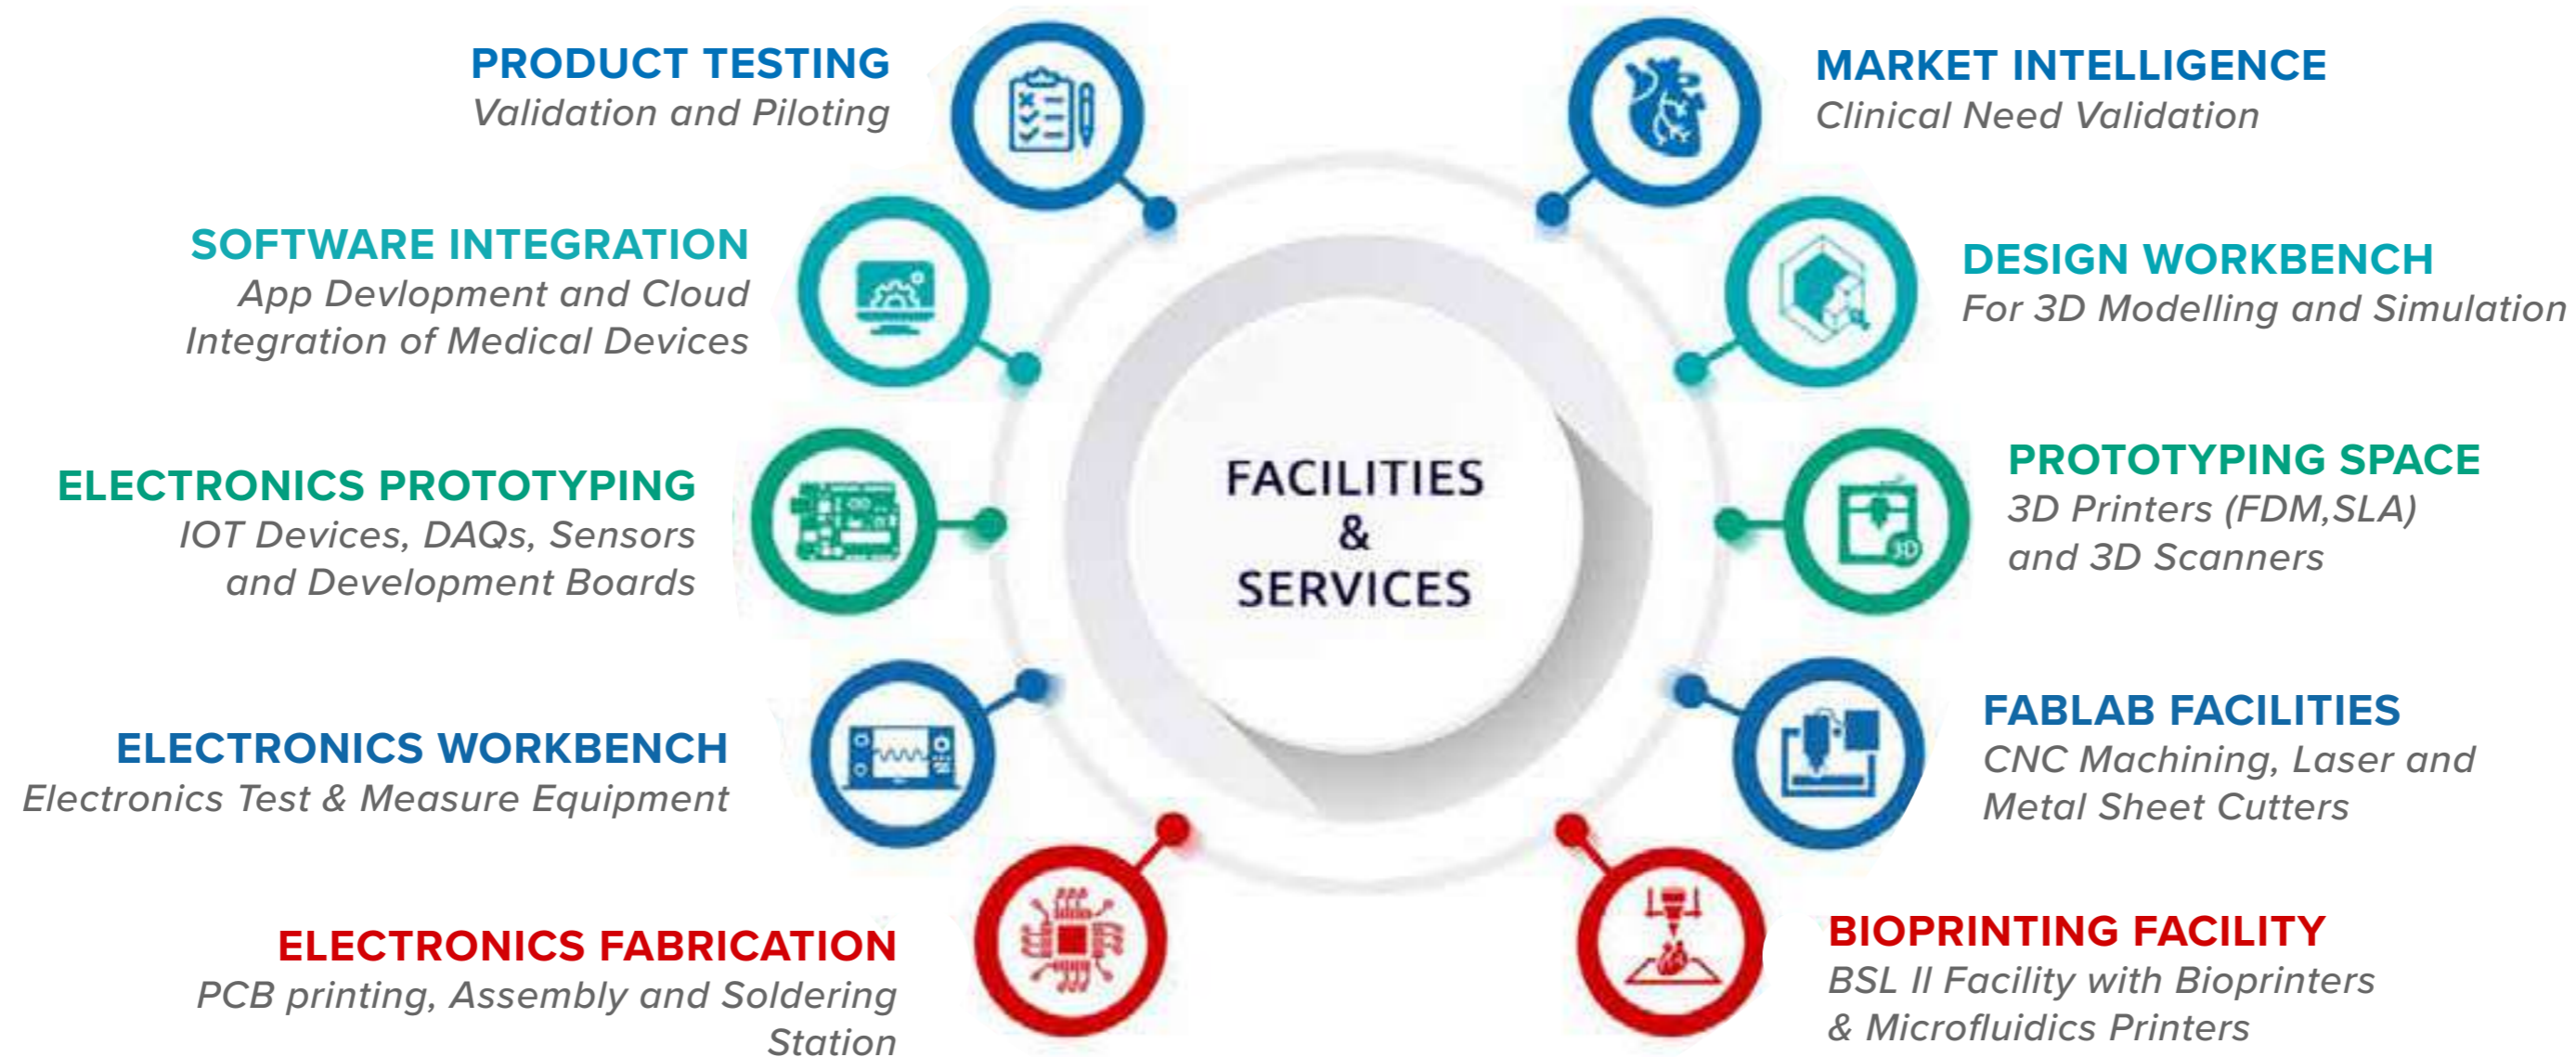 PRODUCT TESTING
Validation and Piloting
SOFTWARE INTEGRATION
App Devlopment and Cloud
Integration of Medical Devices
ELECTRONICS PROTOTYPING
IOT Devices, DAQs, Sensors
and Development Boards
ELECTRONICS WORKBENCH
Electronics Test & Measure Equipment
ELECTRONICS FABRICATION
PCB printing, Assembly and Soldering
Station
FACILITIES
&
SERVICES
MARKET INTELLIGENCE
Clinical Need Validation
DESIGN WORKBENCH
For 3D Modelling and Simulation
PROTOTYPING SPACE
3D Printers (FDM,SLA)
and 3D Scanners
3D
FABLAB FACILITIES
CNC Machining, Laser and
Metal Sheet Cutters
BIOPRINTING FACILITY
BSL II Facility with Bioprinters
& Microfluidics Printers